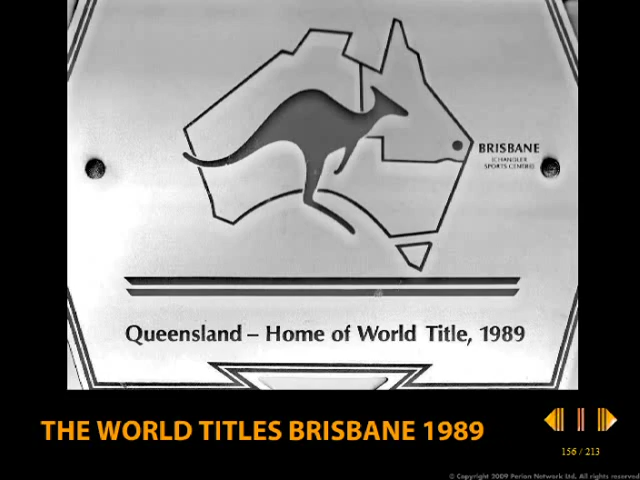 BRISBANE
(CHANDLER
SPORTS CENTRE)
Queensland – Home of World Title, 1989
THE WORLD TITLES BRISBANE 1989
156 / 213
© Copyright 2009 Perion Network Ltd. All rights reserved